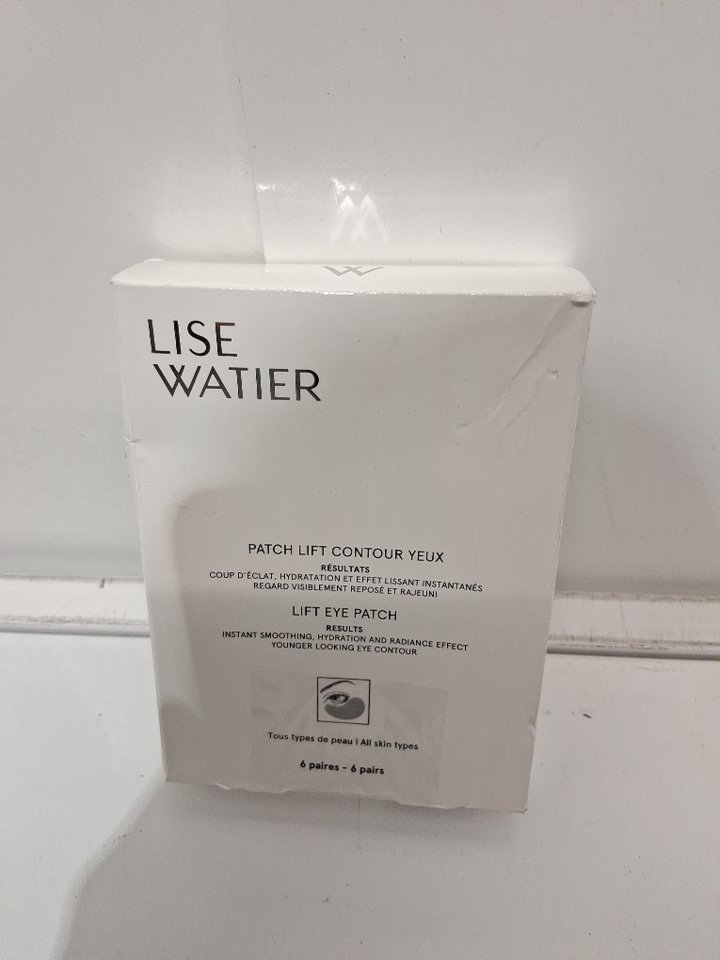 W
LISE
WATIER
PATCH LIFT CONTOUR YEUX
RÉSULTATS
COUP D'ÉCLAT, HYDRATATION ET EFFET LISSANT INSTANTANÉS
REGARD VISIBLEMENT REPOSÉ ET RAJEUNI
LIFT EYE PATCH
RESULTS
INSTANT SMOOTHING, HYDRATION AND RADIANCE EFFECT
YOUNGER LOOKING EYE CONTOUR
Tous types de peau | All skin types
6 paires - 6 pairs